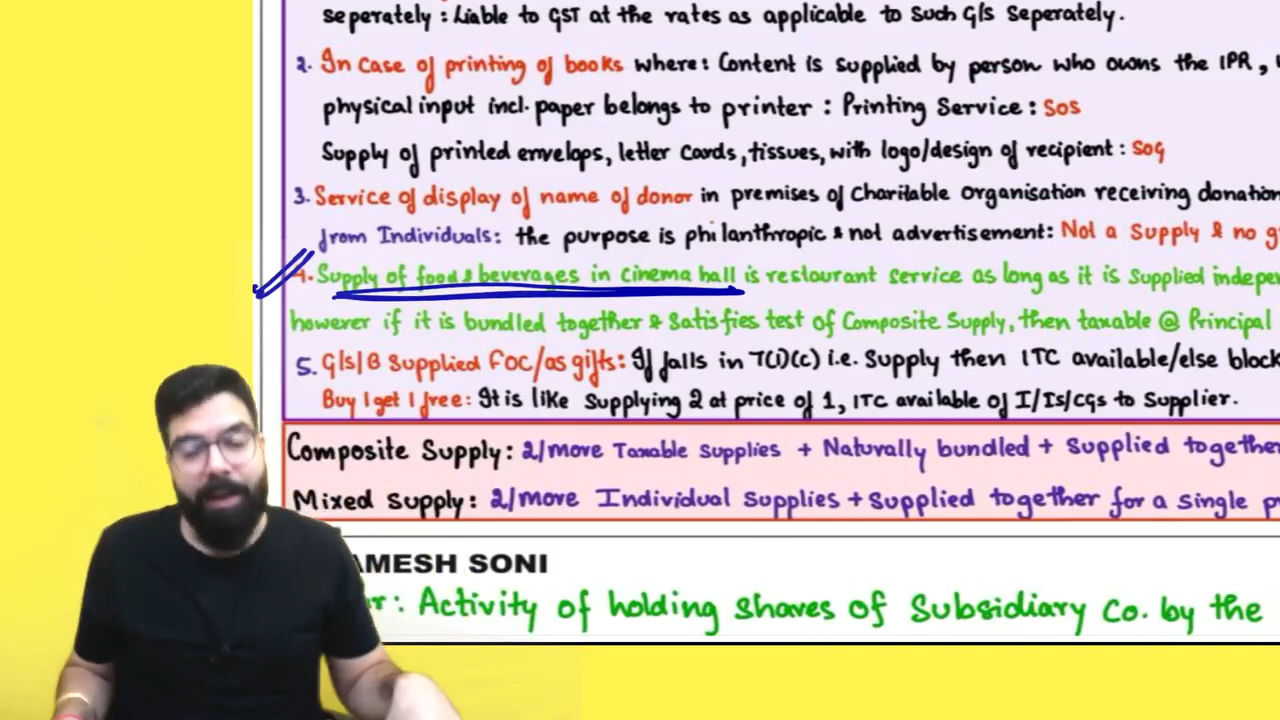 seperately : Liable to GST at the rates as applicable to Such G/s Seperately.
2. In case of printing of books where: Content is supplied by person who owns the IPR,
physical input incl. paper belongs to printer : Printing Service : SOS
Supply of printed envelops, letter cards, tissues, with logo/design of recipient : SOG
3. Service of display of name of donor in premises of Charitable Organisation receiving donation
from Individuals: the purpose is philanthropic & not advertisement: Not a Supply & no g
4. Supply of food & beverages in cinema hall is restaurant service as long as it is Supplied indepe
however if it is bundled together & Satisfies test of Composite Supply, then taxable @ Principal
5. G/S/B Supplied FOC/as gifts: If falls in 7(1)(c) i.e. Supply then ITC available/else block
Buy 1 get 1 free: It is like Supplying 2 at price of 1, ITC available of I/Is/CGs to Supplier.
Composite Supply: 2/more Taxable Supplies + Naturally bundled + Supplied together
Mixed Supply: 2/more Individual Supplies + Supplied together for a single p
AMESH SONI
r: Activity of holding Shares of Subsidiary Co. by the